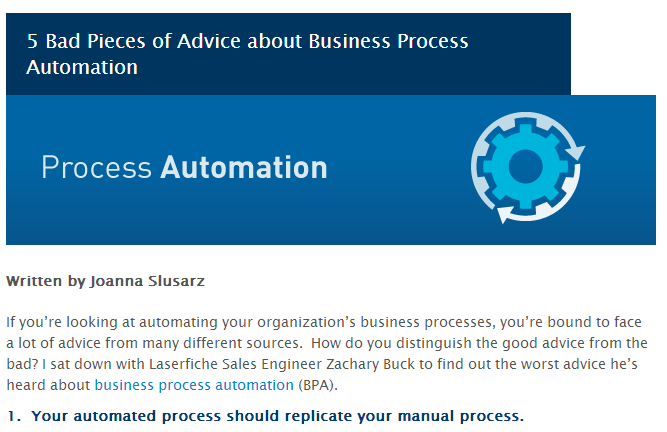 5 Bad Pieces of Advice about Business Process
Automation
Process Automation
Written by Joanna Slusarz
If you’re looking at automating your organization’s business processes, you’re bound to face
a lot of advice from many different sources.  How do you distinguish the good advice from the
bad? I sat down with Laserfiche Sales Engineer Zachary Buck to find out the worst advice he’s
heard about business process automation (BPA).
1.  Your automated process should replicate your manual process.